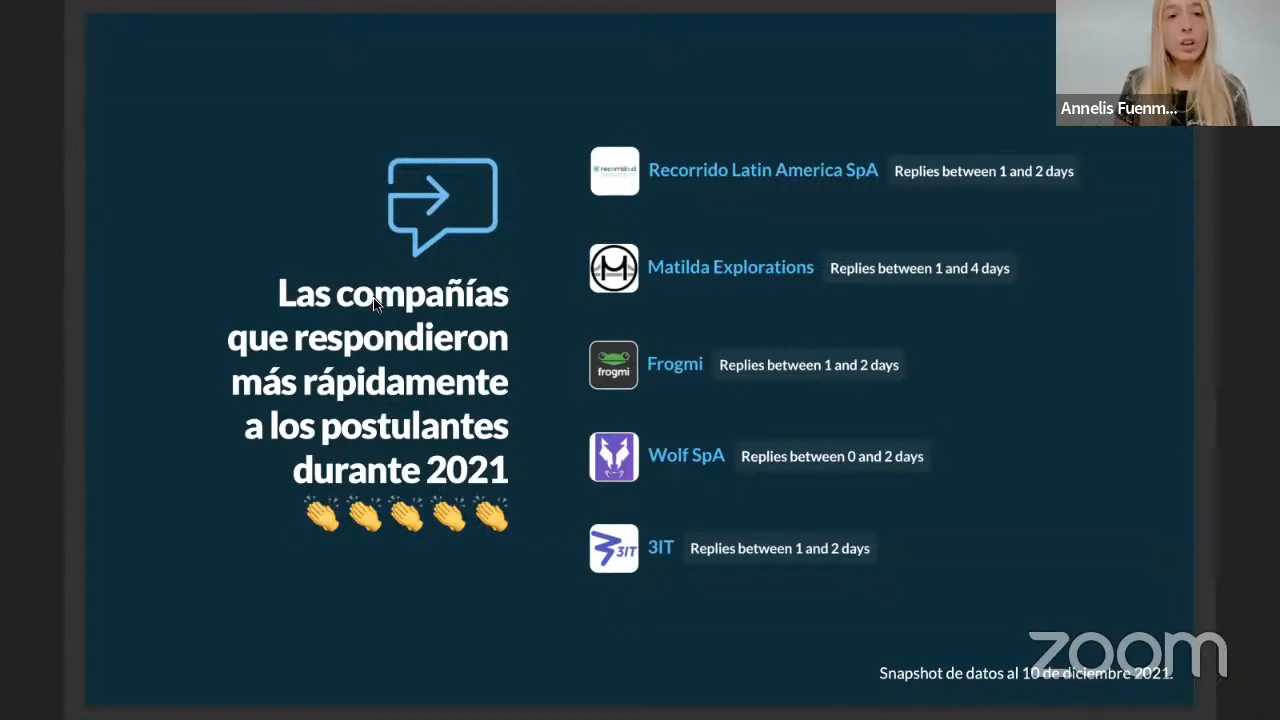 Annelis Fuenm...
Las compañías
que respondieron
más rápidamente
a los postulantes
durante 2021
Recorrido Latin America SpA Replies between 1 and 2 days
Matilda Explorations Replies between 1 and 4 days
frogmi
Frogmi Replies between 1 and 2 days
Wolf SpA Replies between 0 and 2 days
3IT
3IT Replies between 1 and 2 days
Snapshot de datos al 10 de diciembre 2021.
zoom